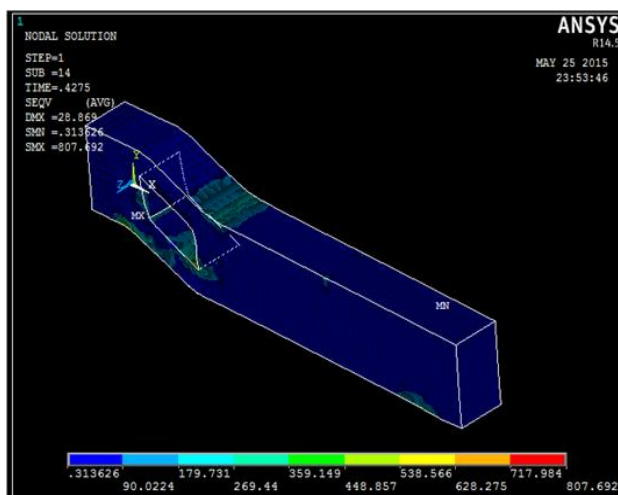 1
NODAL SOLUTION
STEP=1
SUB =14
TIME=.4275
SEQV (AVG)
DMX =28.869
SMN =.313626
SMX =807.692
ANSYS
R14.5
MAY 25 2015
23:53:46
Y
Z X
MX
MN
.313626 179.731 359.149 538.566 717.984
90.0224 269.44 448.857 628.275 807.692